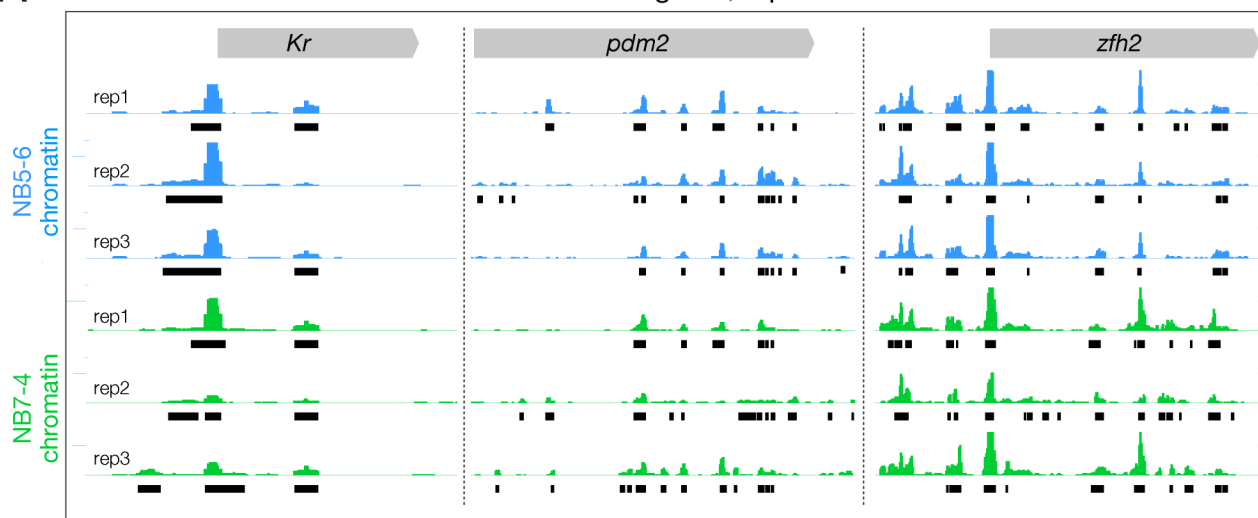 Kr
pdm2
zfh2
NB5-6
chromatin
rep1
rep2
rep3
NB7-4
chromatin
rep1
rep2
rep3